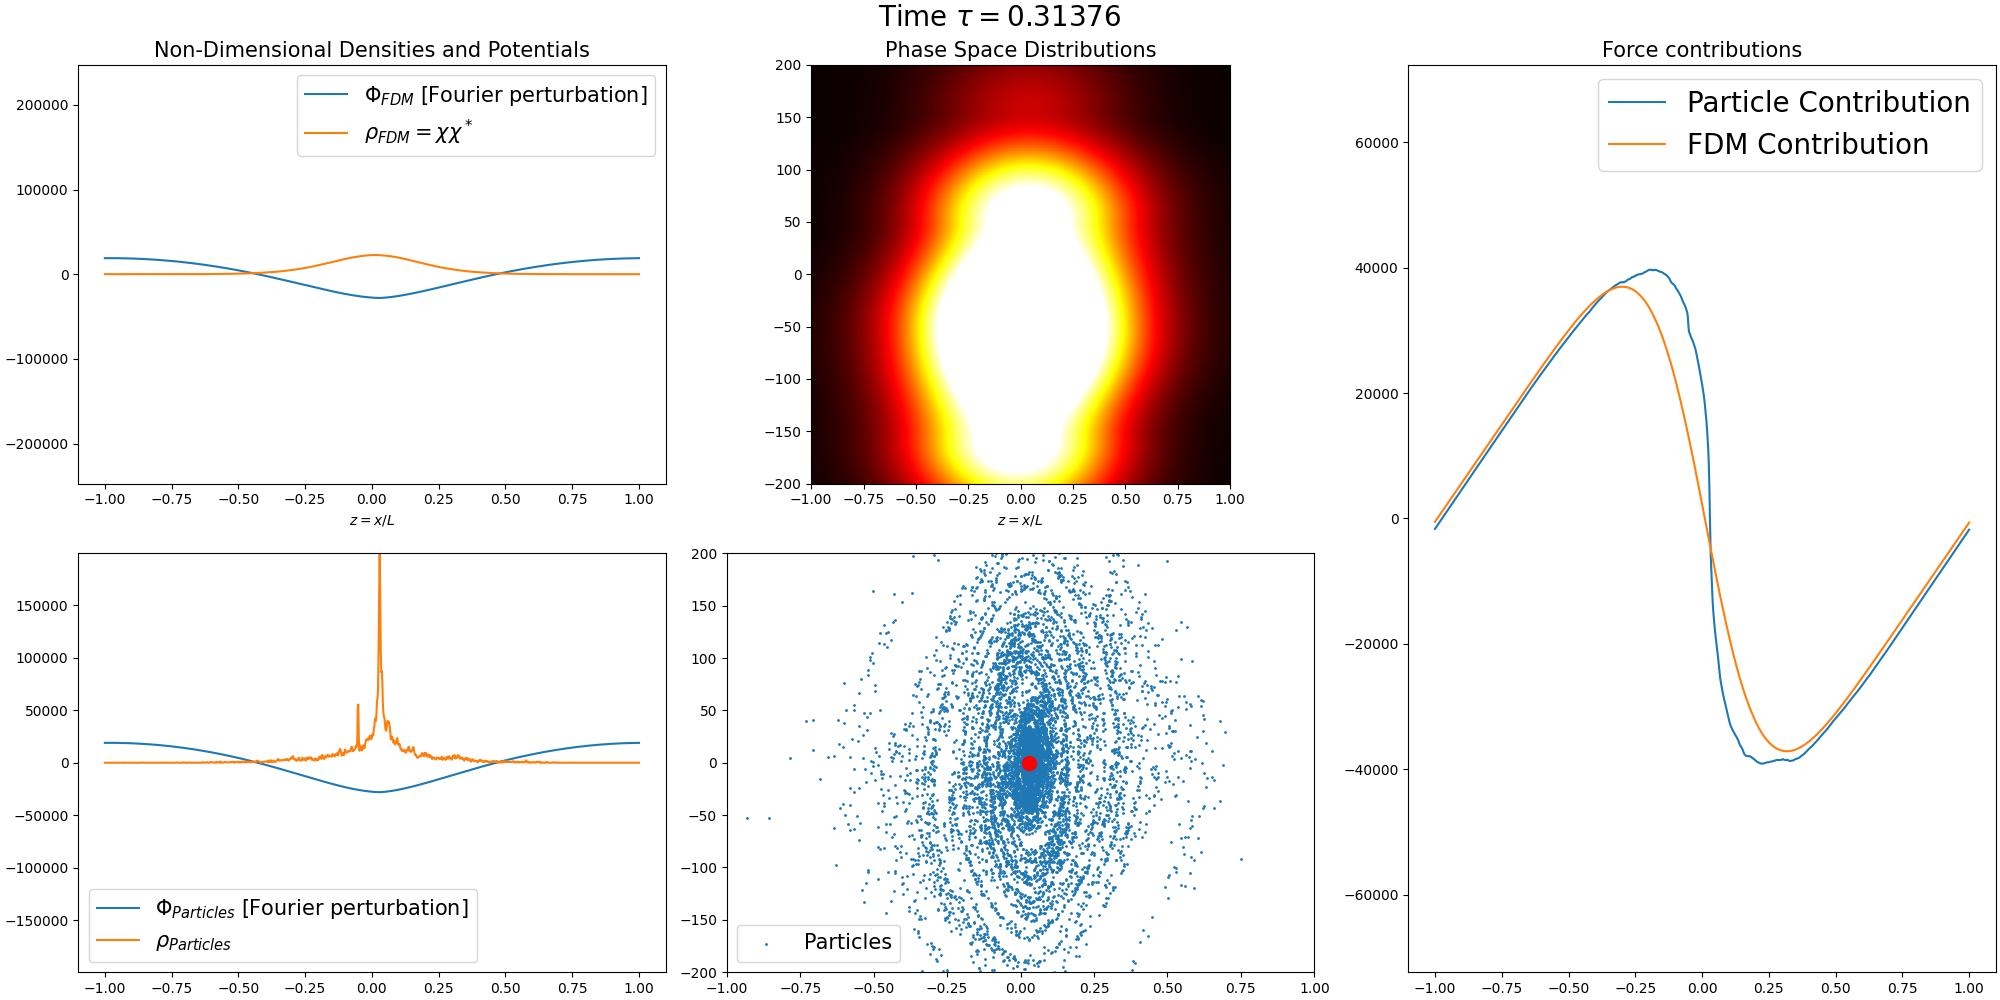 Time τ = 0.31376
Non-Dimensional Densities and Potentials
Φ_FDM [Fourier perturbation]
ρ_FDM = χχ*
200000
100000
0
−100000
−200000
−1.00 −0.75 −0.50 −0.25 0.00 0.25 0.50 0.75 1.00
z = x/L
Phase Space Distributions
200
150
100
50
0
−50
−100
−150
−200
−1.00 −0.75 −0.50 −0.25 0.00 0.25 0.50 0.75 1.00
z = x/L
Force contributions
Particle Contribution
FDM Contribution
60000
40000
20000
0
−20000
−40000
−60000
−1.00 −0.75 −0.50 −0.25 0.00 0.25 0.50 0.75 1.00
150000
100000
50000
0
−50000
−100000
−150000
Φ_Particles [Fourier perturbation]
ρ_Particles
−1.00 −0.75 −0.50 −0.25 0.00 0.25 0.50 0.75 1.00
200
150
100
50
0
−50
−100
−150
−200
Particles
−1.00 −0.75 −0.50 −0.25 0.00 0.25 0.50 0.75 1.00